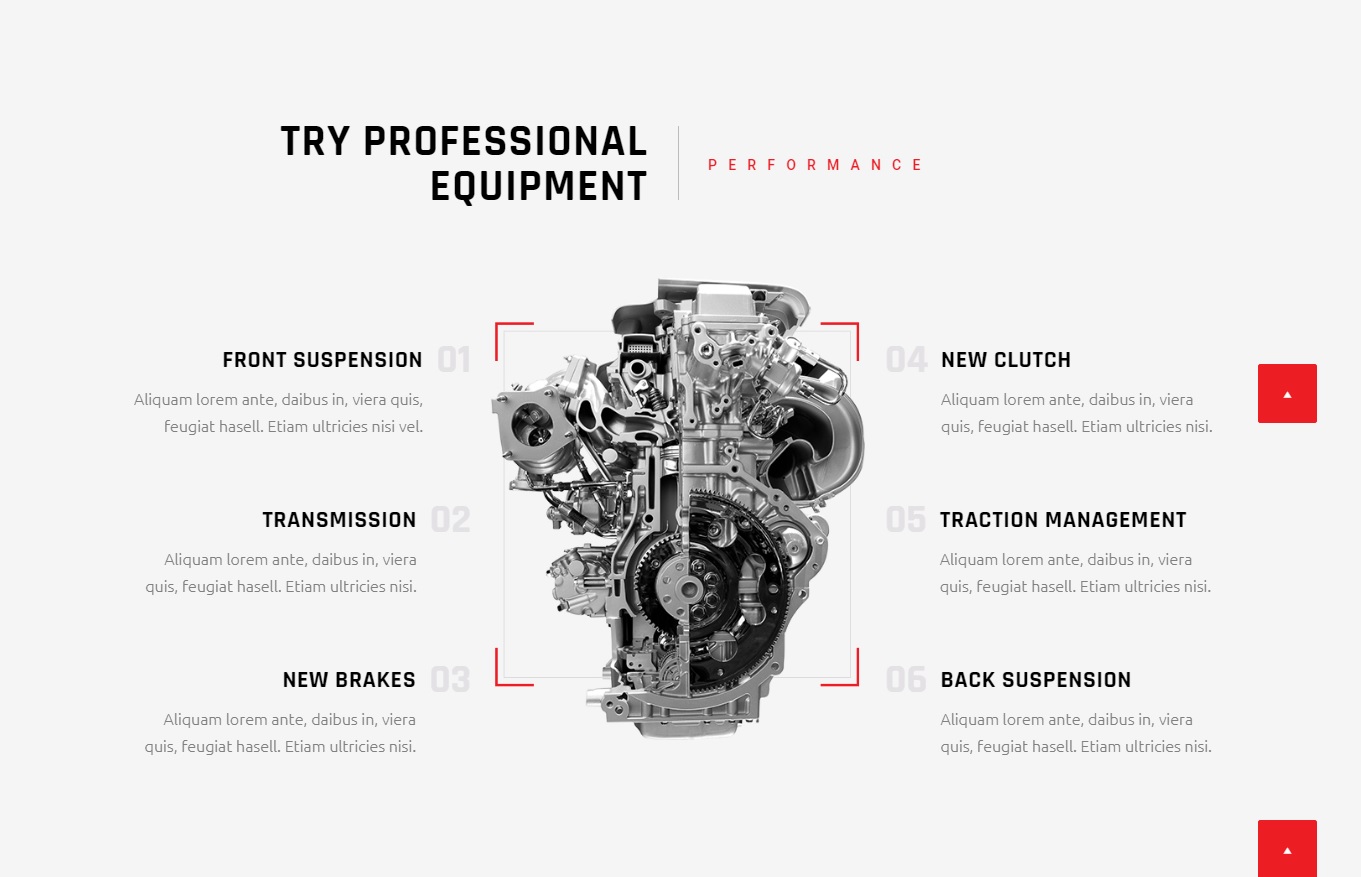 TRY PROFESSIONAL
EQUIPMENT
PERFORMANCE
FRONT SUSPENSION 01
Aliquam lorem ante, daibus in, viera quis,
feugiat hasell. Etiam ultricies nisi vel.
TRANSMISSION 02
Aliquam lorem ante, daibus in, viera
quis, feugiat hasell. Etiam ultricies nisi.
NEW BRAKES 03
Aliquam lorem ante, daibus in, viera
quis, feugiat hasell. Etiam ultricies nisi.
04 NEW CLUTCH
Aliquam lorem ante, daibus in, viera
quis, feugiat hasell. Etiam ultricies nisi.
05 TRACTION MANAGEMENT
Aliquam lorem ante, daibus in, viera
quis, feugiat hasell. Etiam ultricies nisi.
06 BACK SUSPENSION
Aliquam lorem ante, daibus in, viera
quis, feugiat hasell. Etiam ultricies nisi.